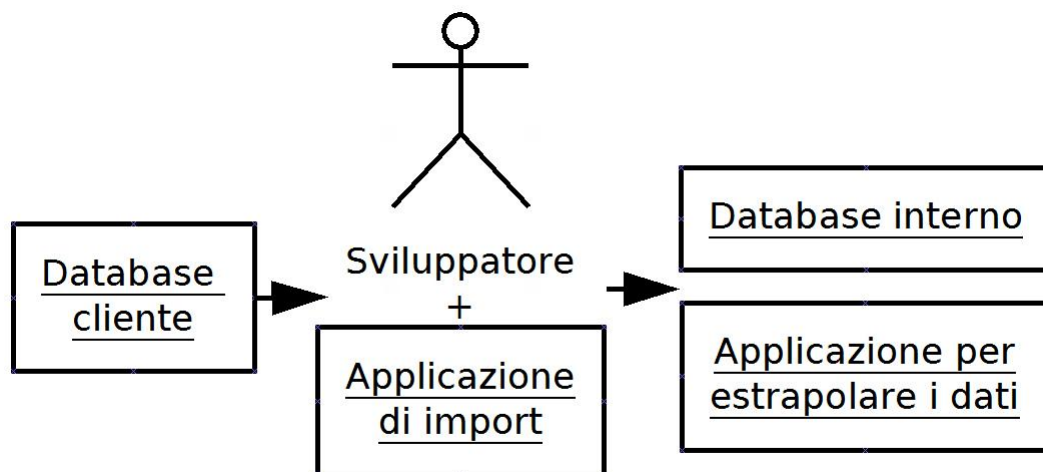 Database
cliente
Sviluppatore
+
Applicazione
di import
Database interno
Applicazione per
estrapolare i dati